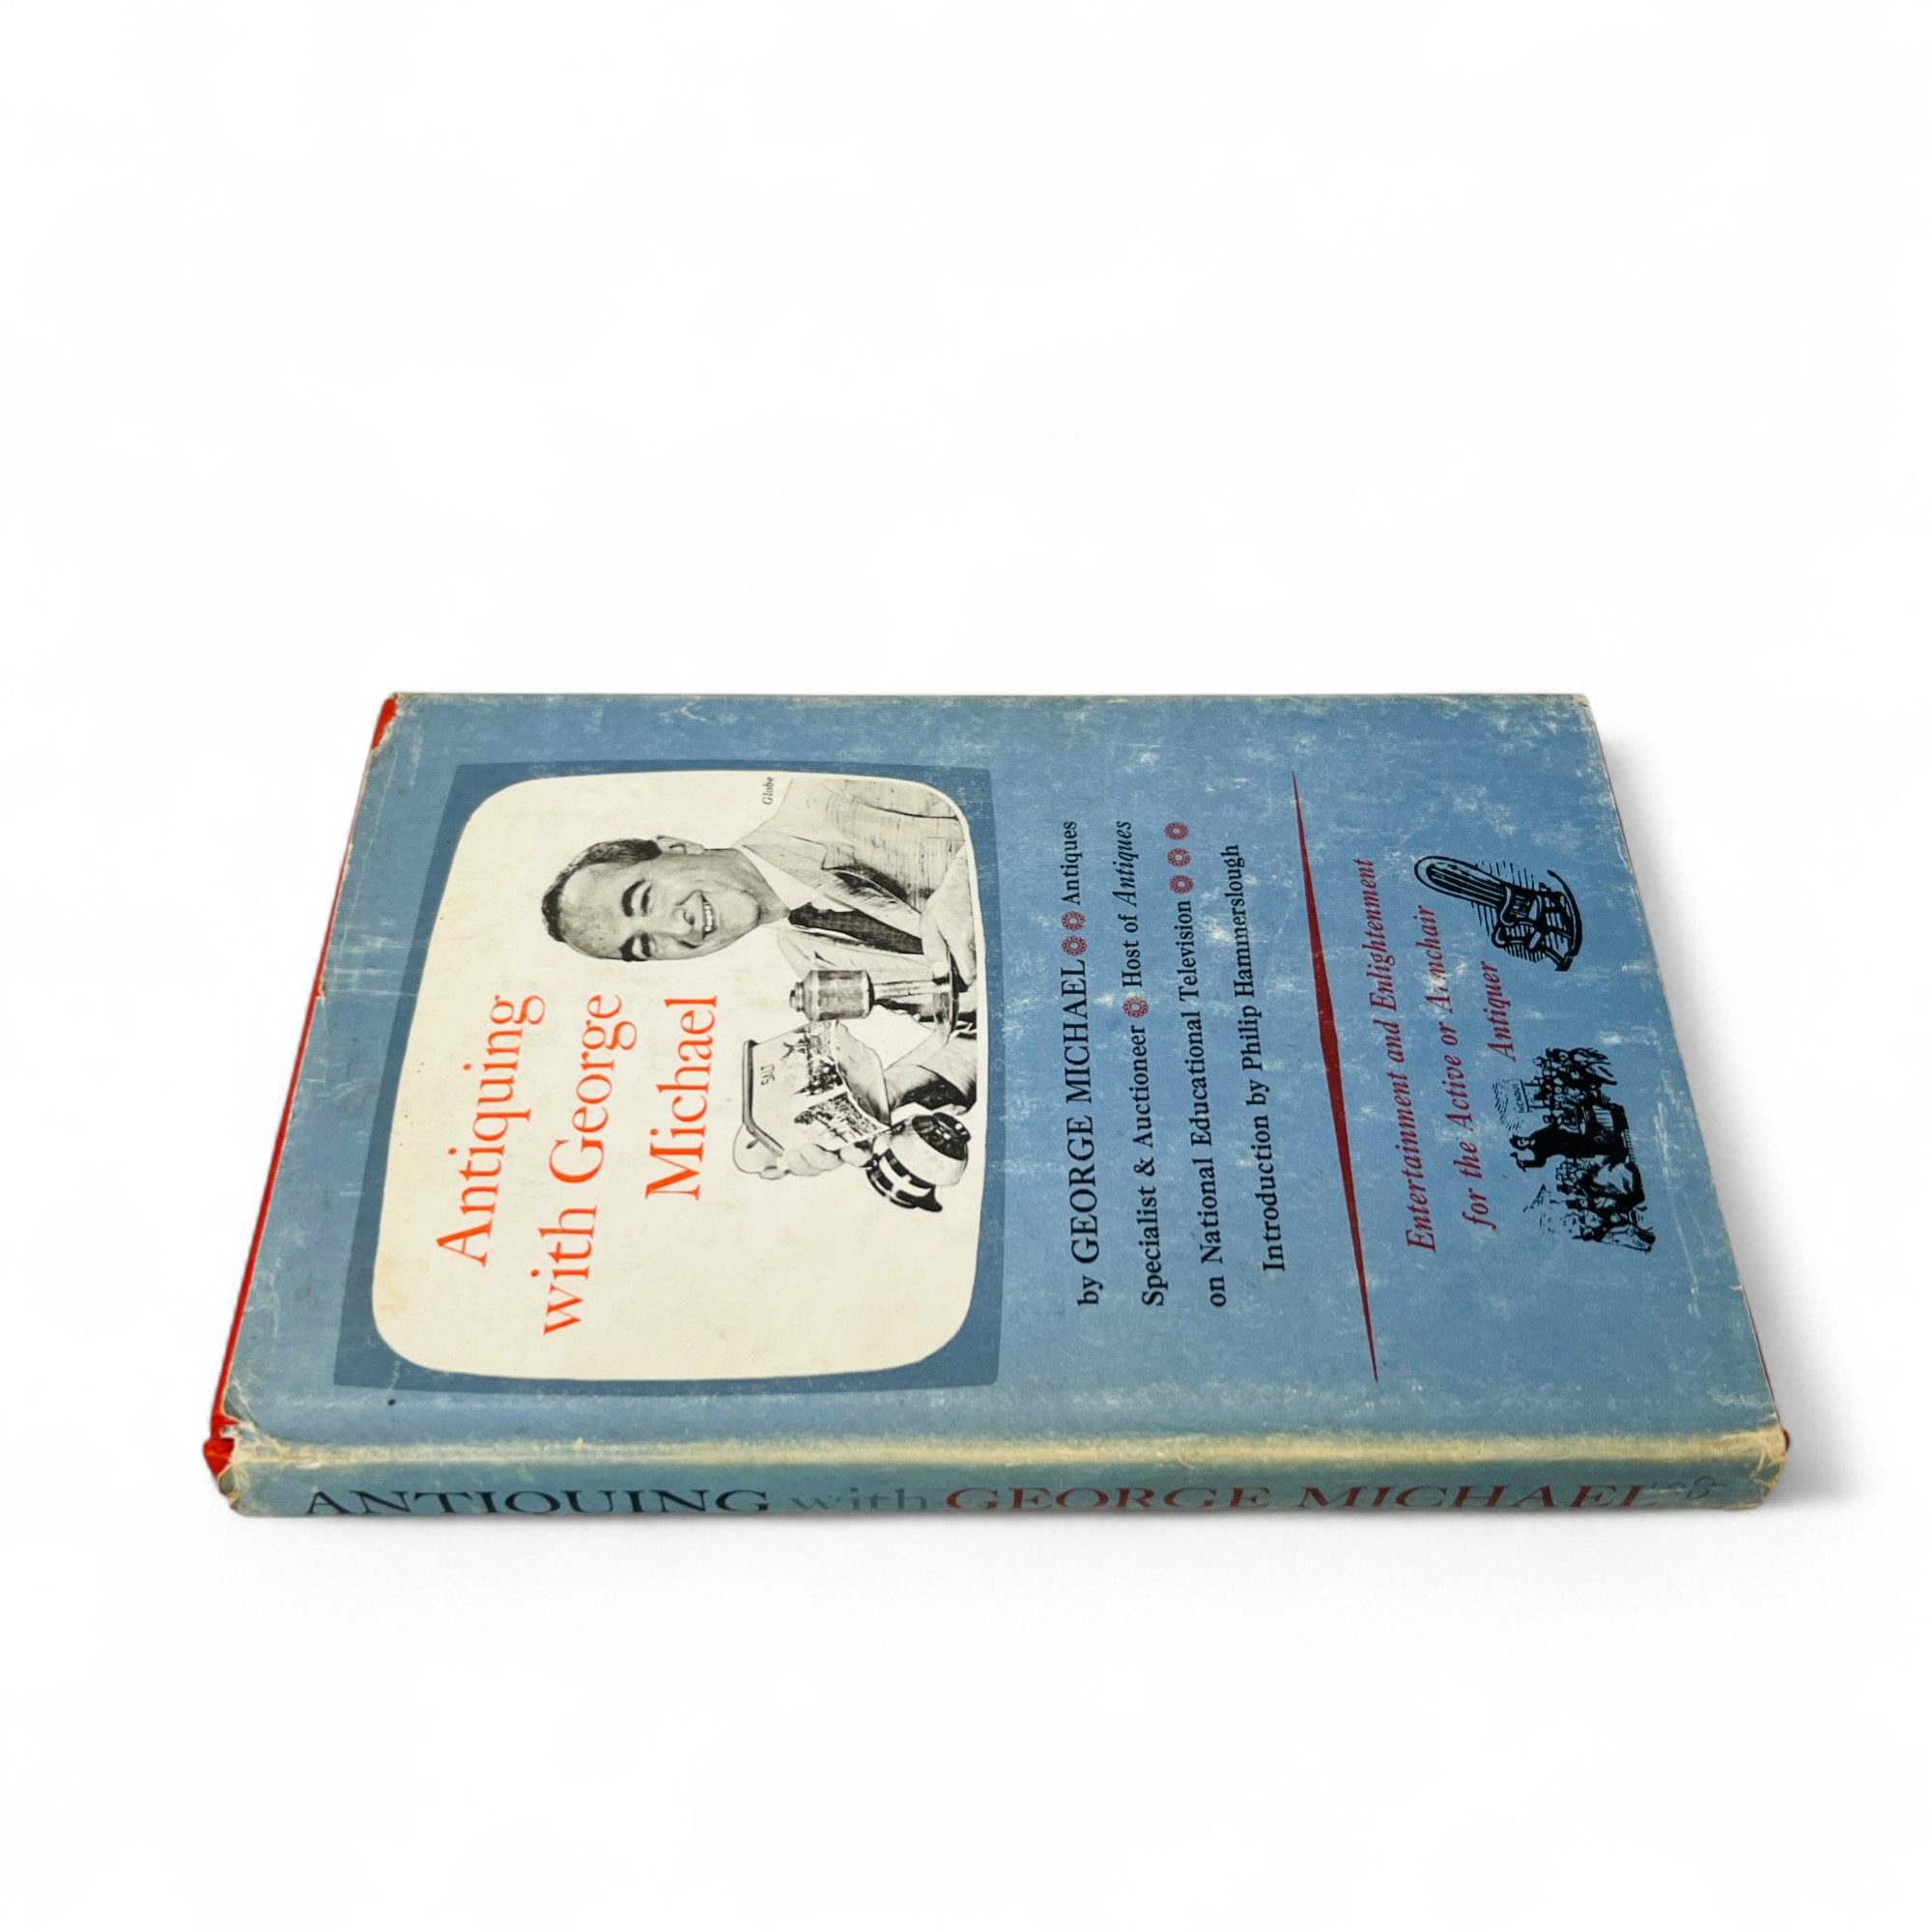 Antiquing
with George
Michael
Globe
SALT
by GEORGE MICHAEL Antiques
Specialist & Auctioneer Host of Antiques
on National Educational Television
Introduction by Philip Hammerslough
Entertainment and Enlightenment
for the Active or Armchair
Antiquer
ANTIQUING with GEORGE MICHAEL